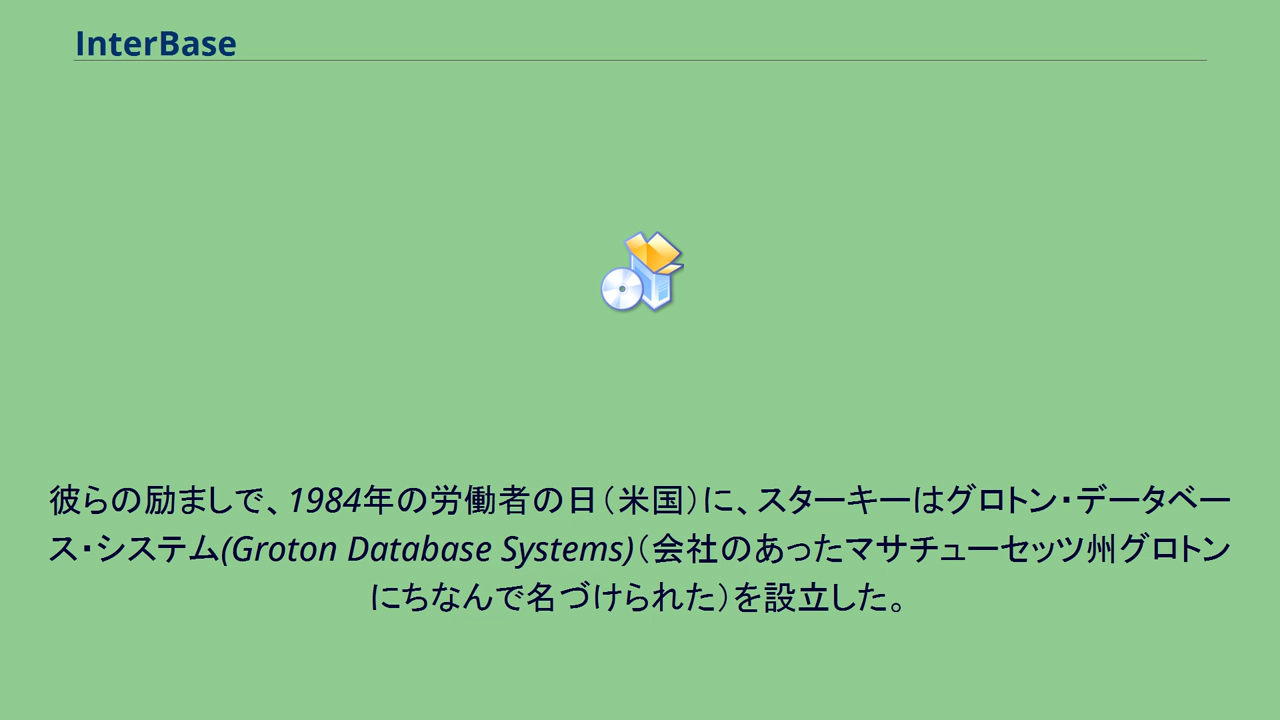 InterBase
彼らの励ましで、1984年の労働者の日（米国）に、スターキーはグロトン・データベー
ス・システム(Groton Database Systems)（会社のあったマサチューセッツ州グロトン
にちなんで名づけられた）を設立した。